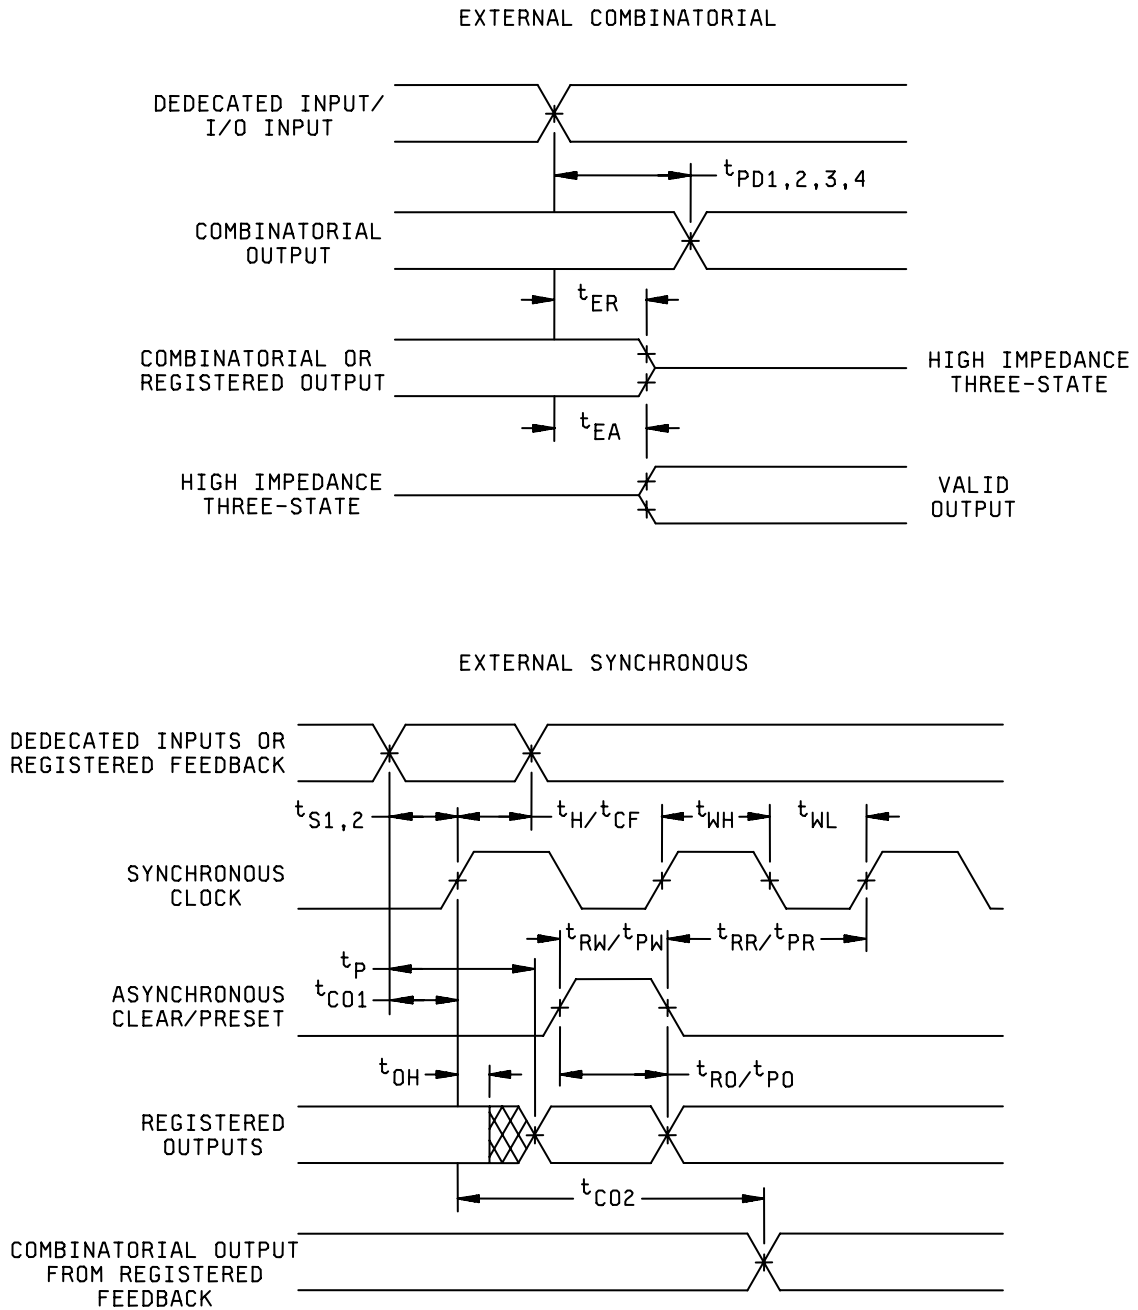 EXTERNAL COMBINATORIAL
DEDECATED INPUT/
I/O INPUT
tPD1,2,3,4
COMBINATORIAL
OUTPUT
tER
COMBINATORIAL OR
REGISTERED OUTPUT
HIGH IMPEDANCE
THREE-STATE
tEA
HIGH IMPEDANCE
THREE-STATE
VALID
OUTPUT
EXTERNAL SYNCHRONOUS
DEDECATED INPUTS OR
REGISTERED FEEDBACK
tS1,2
tH/tCF
tWH
tWL
SYNCHRONOUS
CLOCK
tRW/tPW
tRR/tPR
tP
tCO1
ASYNCHRONOUS
CLEAR/PRESET
tOH
tRO/tPO
REGISTERED
OUTPUTS
tCO2
COMBINATORIAL OUTPUT
FROM REGISTERED
FEEDBACK